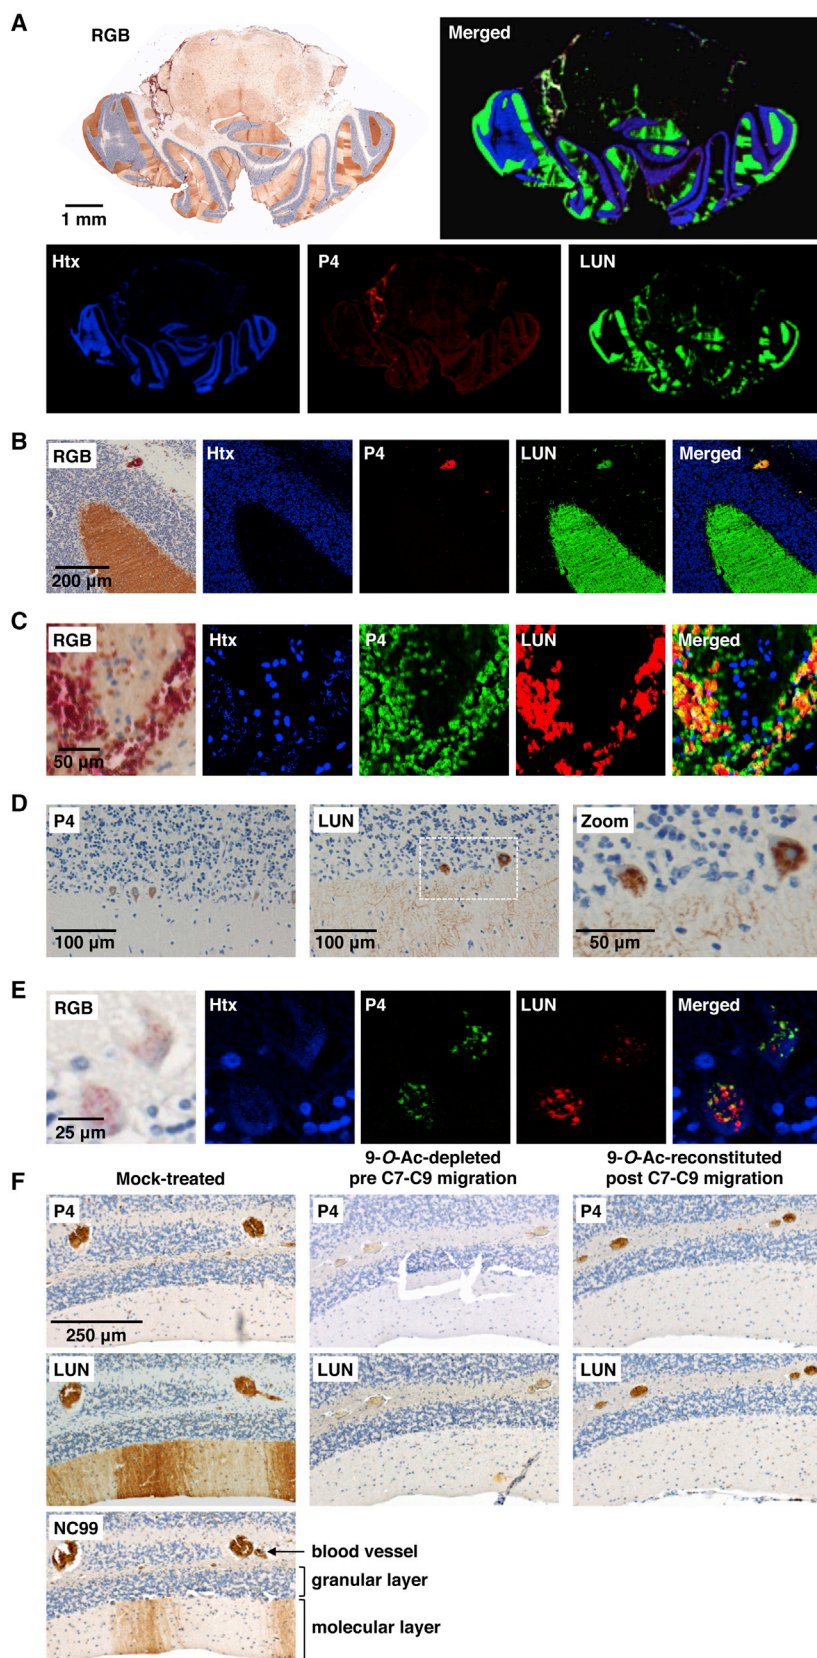 A
RGB
Merged
1 mm
Htx
P4
LUN
B
RGB
Htx
P4
LUN
Merged
200 µm
C
RGB
Htx
P4
LUN
Merged
50 µm
D
P4
LUN
Zoom
100 µm
100 µm
50 µm
E
RGB
Htx
P4
LUN
Merged
25 µm
F
Mock-treated
9-O-Ac-depleted
pre C7-C9 migration
9-O-Ac-reconstituted
post C7-C9 migration
P4
P4
P4
250 µm
LUN
LUN
LUN
NC99
blood vessel
granular layer
molecular layer